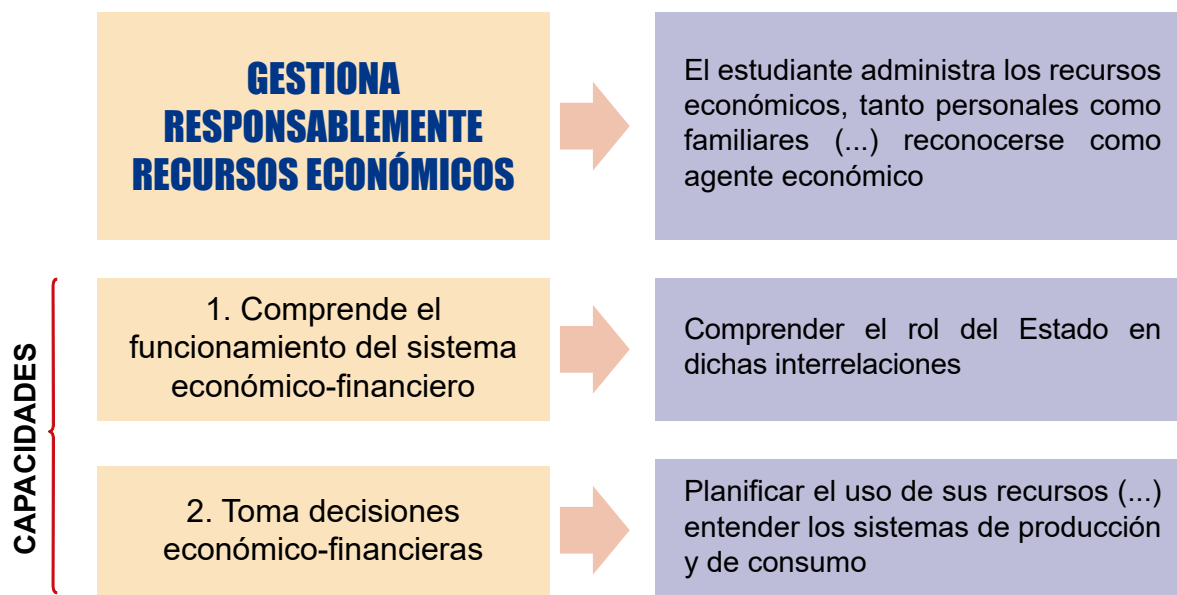 GESTIONA
RESPONSABLEMENTE
RECURSOS ECONÓMICOS
El estudiante administra los recursos
económicos, tanto personales como
familiares (...) reconocerse como
agente económico
CAPACIDADES
1. Comprende el
funcionamiento del sistema
económico-financiero
Comprender el rol del Estado en
dichas interrelaciones
2. Toma decisiones
económico-financieras
Planificar el uso de sus recursos (...)
entender los sistemas de producción
y de consumo